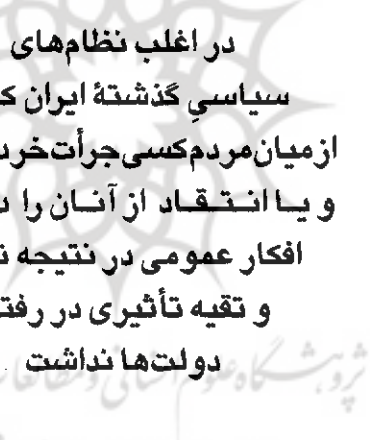 در اغلب نظام‌های
سیاسیِ گذشتهٔ ایران ک
از میان مردم کسی جرأت خرد
و یا انتقاد از آنان را د
افکار عمومی در نتیجه ن
و تقیه تأثیری در رفت
دولت‌ها نداشت